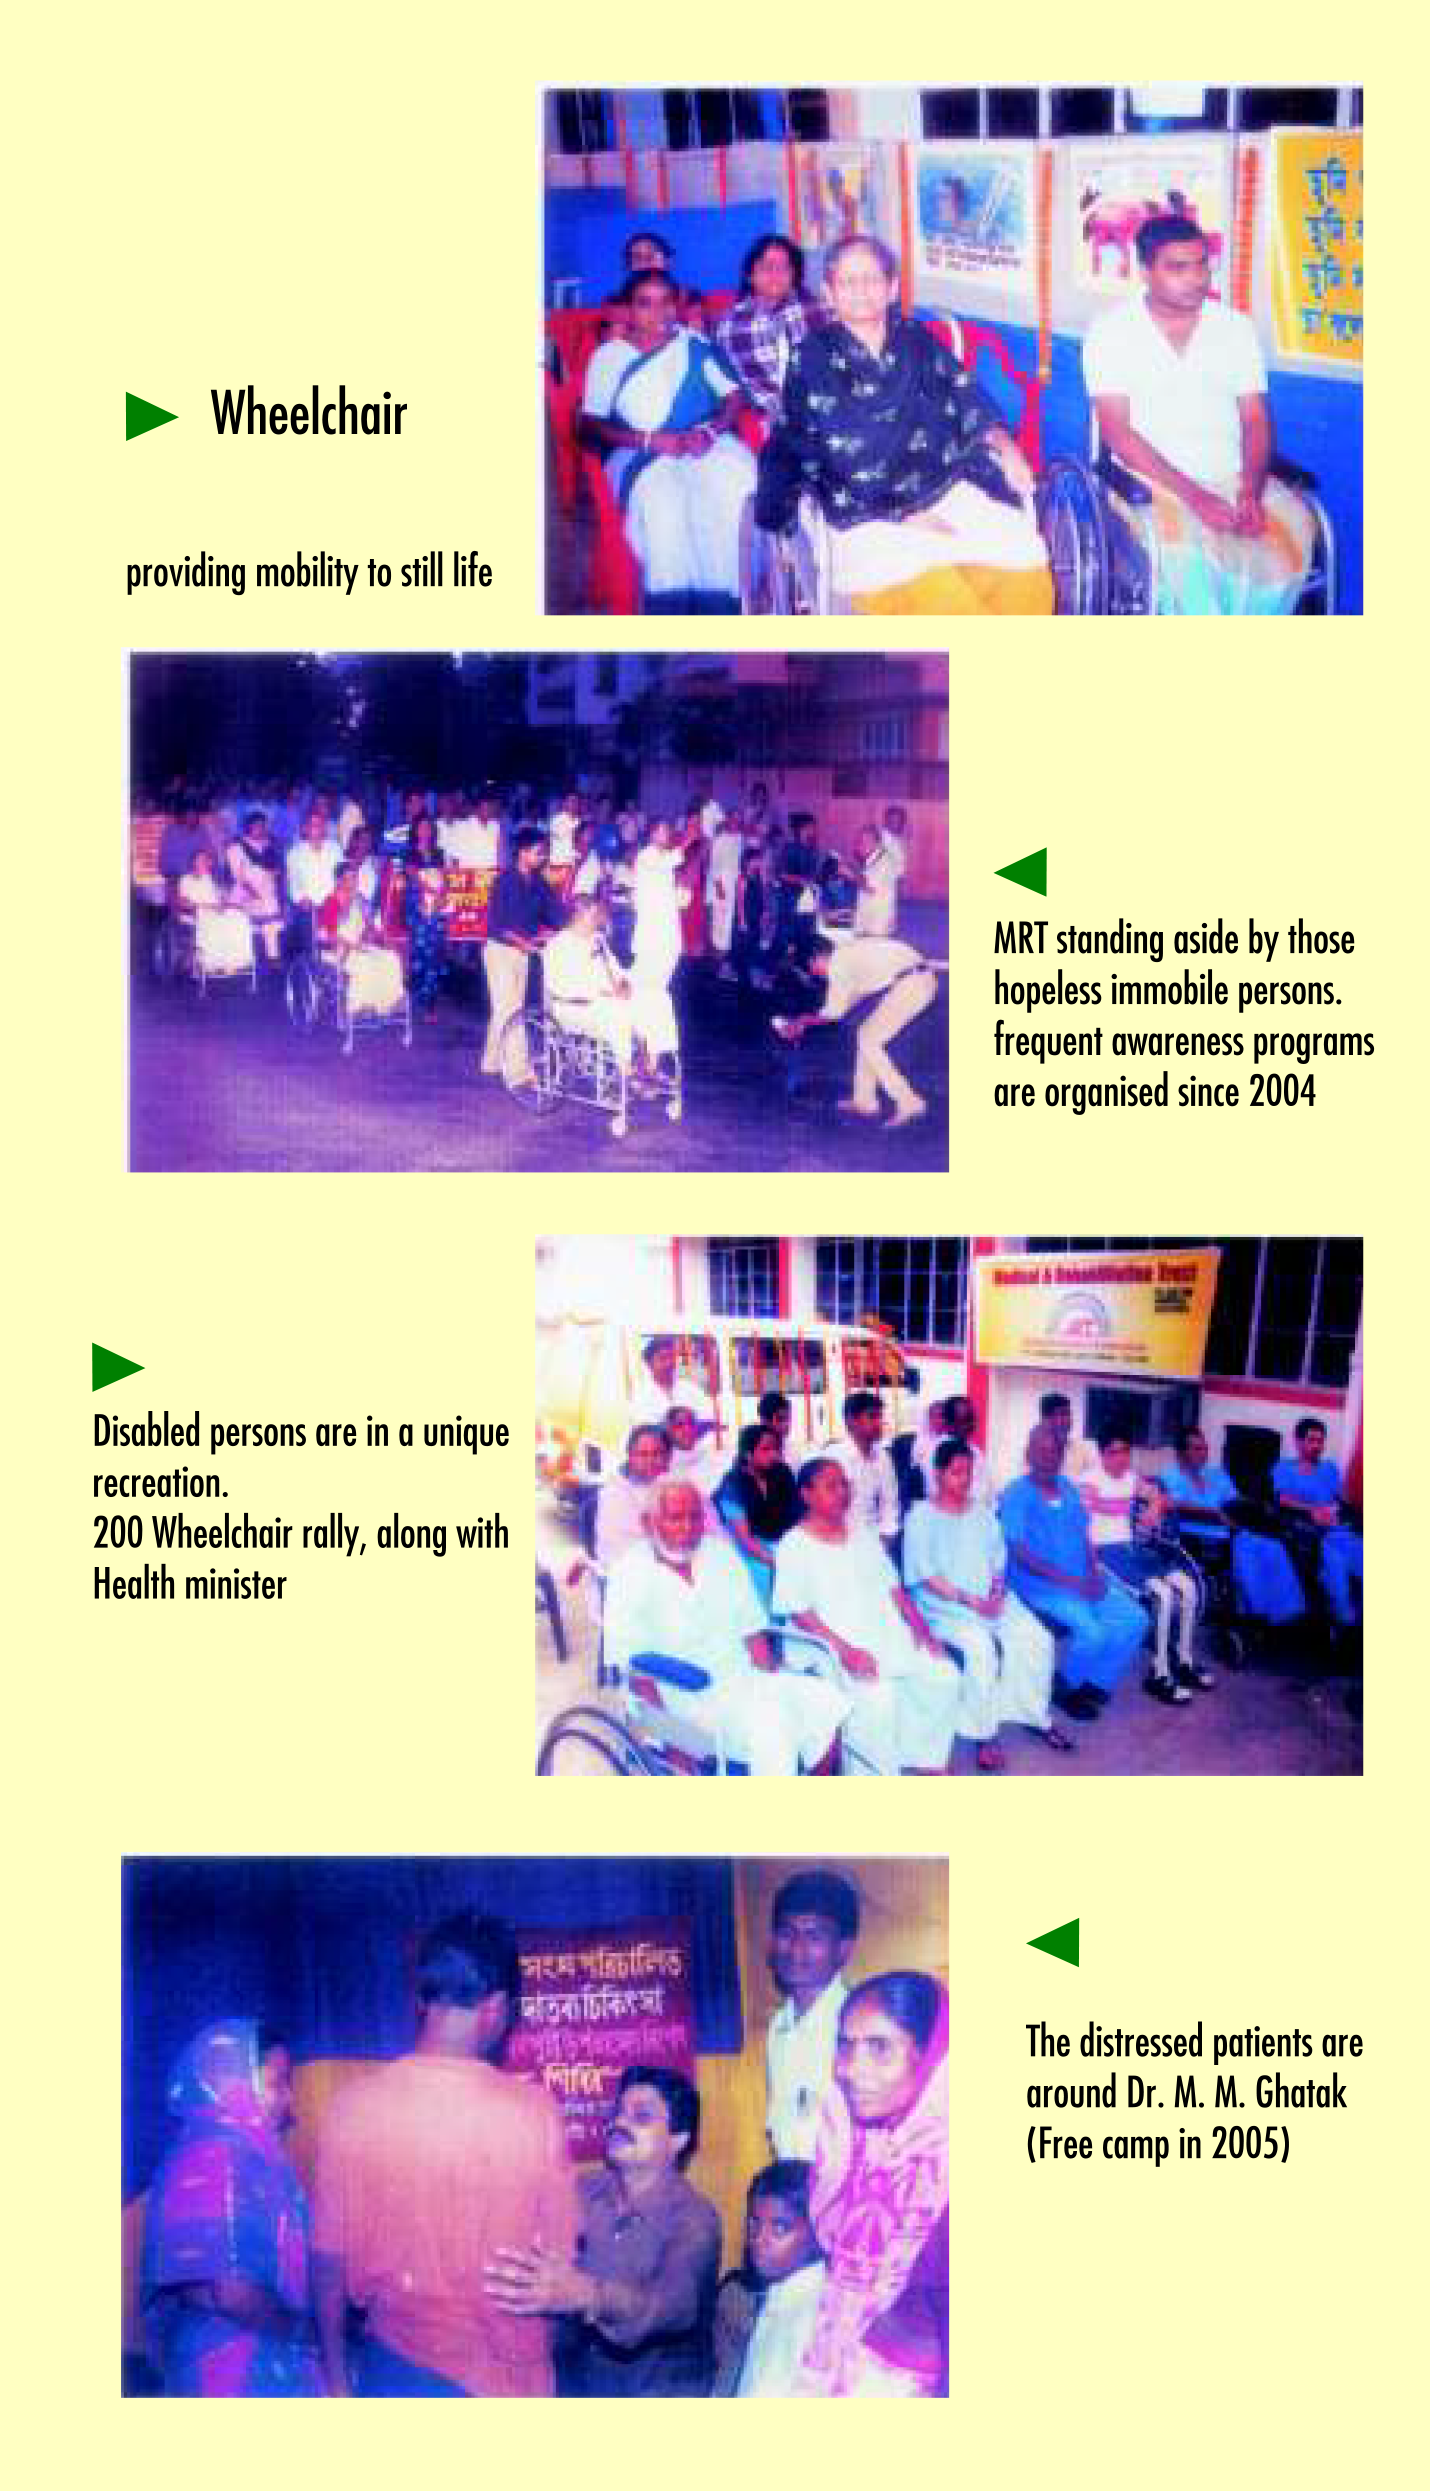 Wheelchair
providing mobility to still life
MRT standing aside by those
hopeless immobile persons.
frequent awareness programs
are organised since 2004
Medical & Rehabilitation Trust
Disabled persons are in a unique
recreation.
200 Wheelchair rally, along with
Health minister
সংঘ পরিচালিত
দাতব্য চিকিৎসা
শিবির
The distressed patients are
around Dr. M. M. Ghatak
(Free camp in 2005)